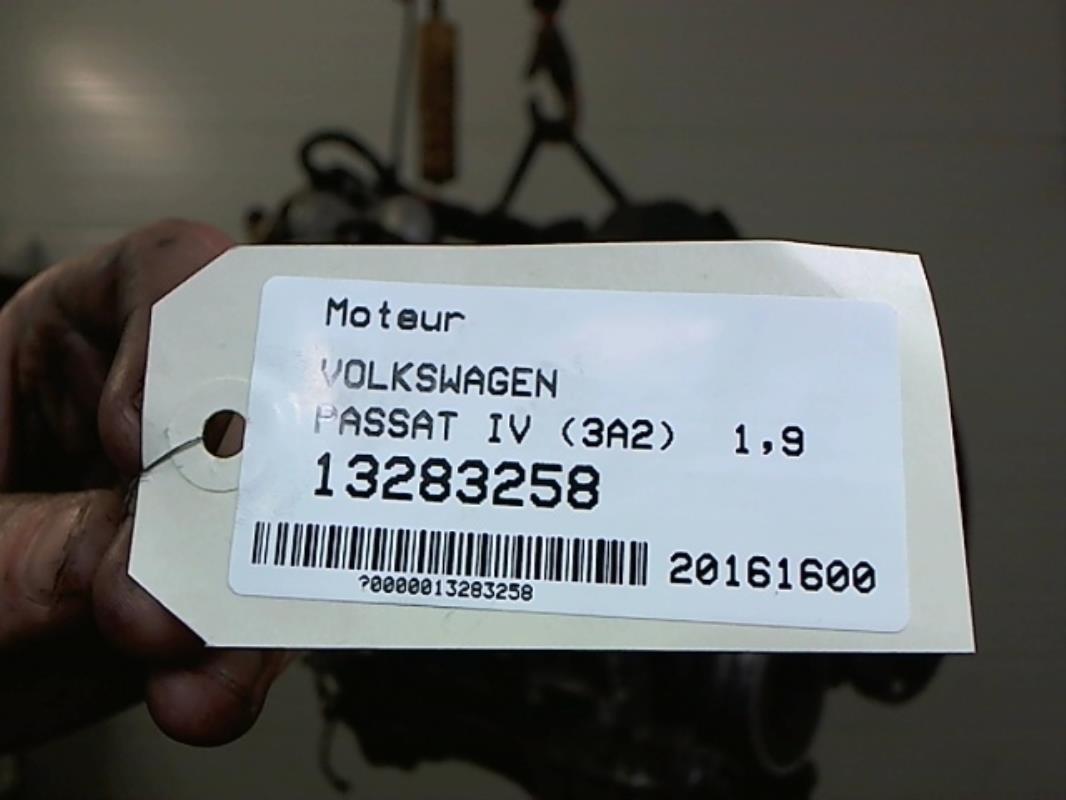 Moteur
VOLKSWAGEN
PASSAT IV (3A2) 1,9
13283258
20161600
?0000013283258